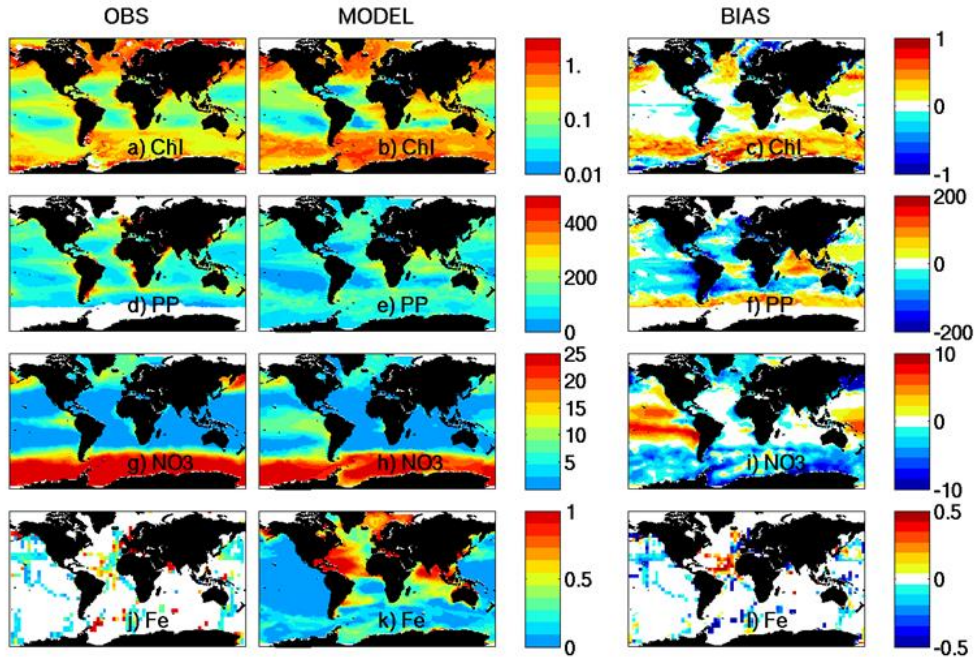 OBS MODEL BIAS
a) Chl b) Chl 1. 0.1 0.01 c) Chl 1 0 -1
d) PP e) PP 400 200 0 f) PP 200 0 -200
g) NO3 h) NO3 25 20 15 10 5 i) NO3 10 0 -10
j) Fe k) Fe 1 0.5 0 l) Fe 0.5 0 -0.5